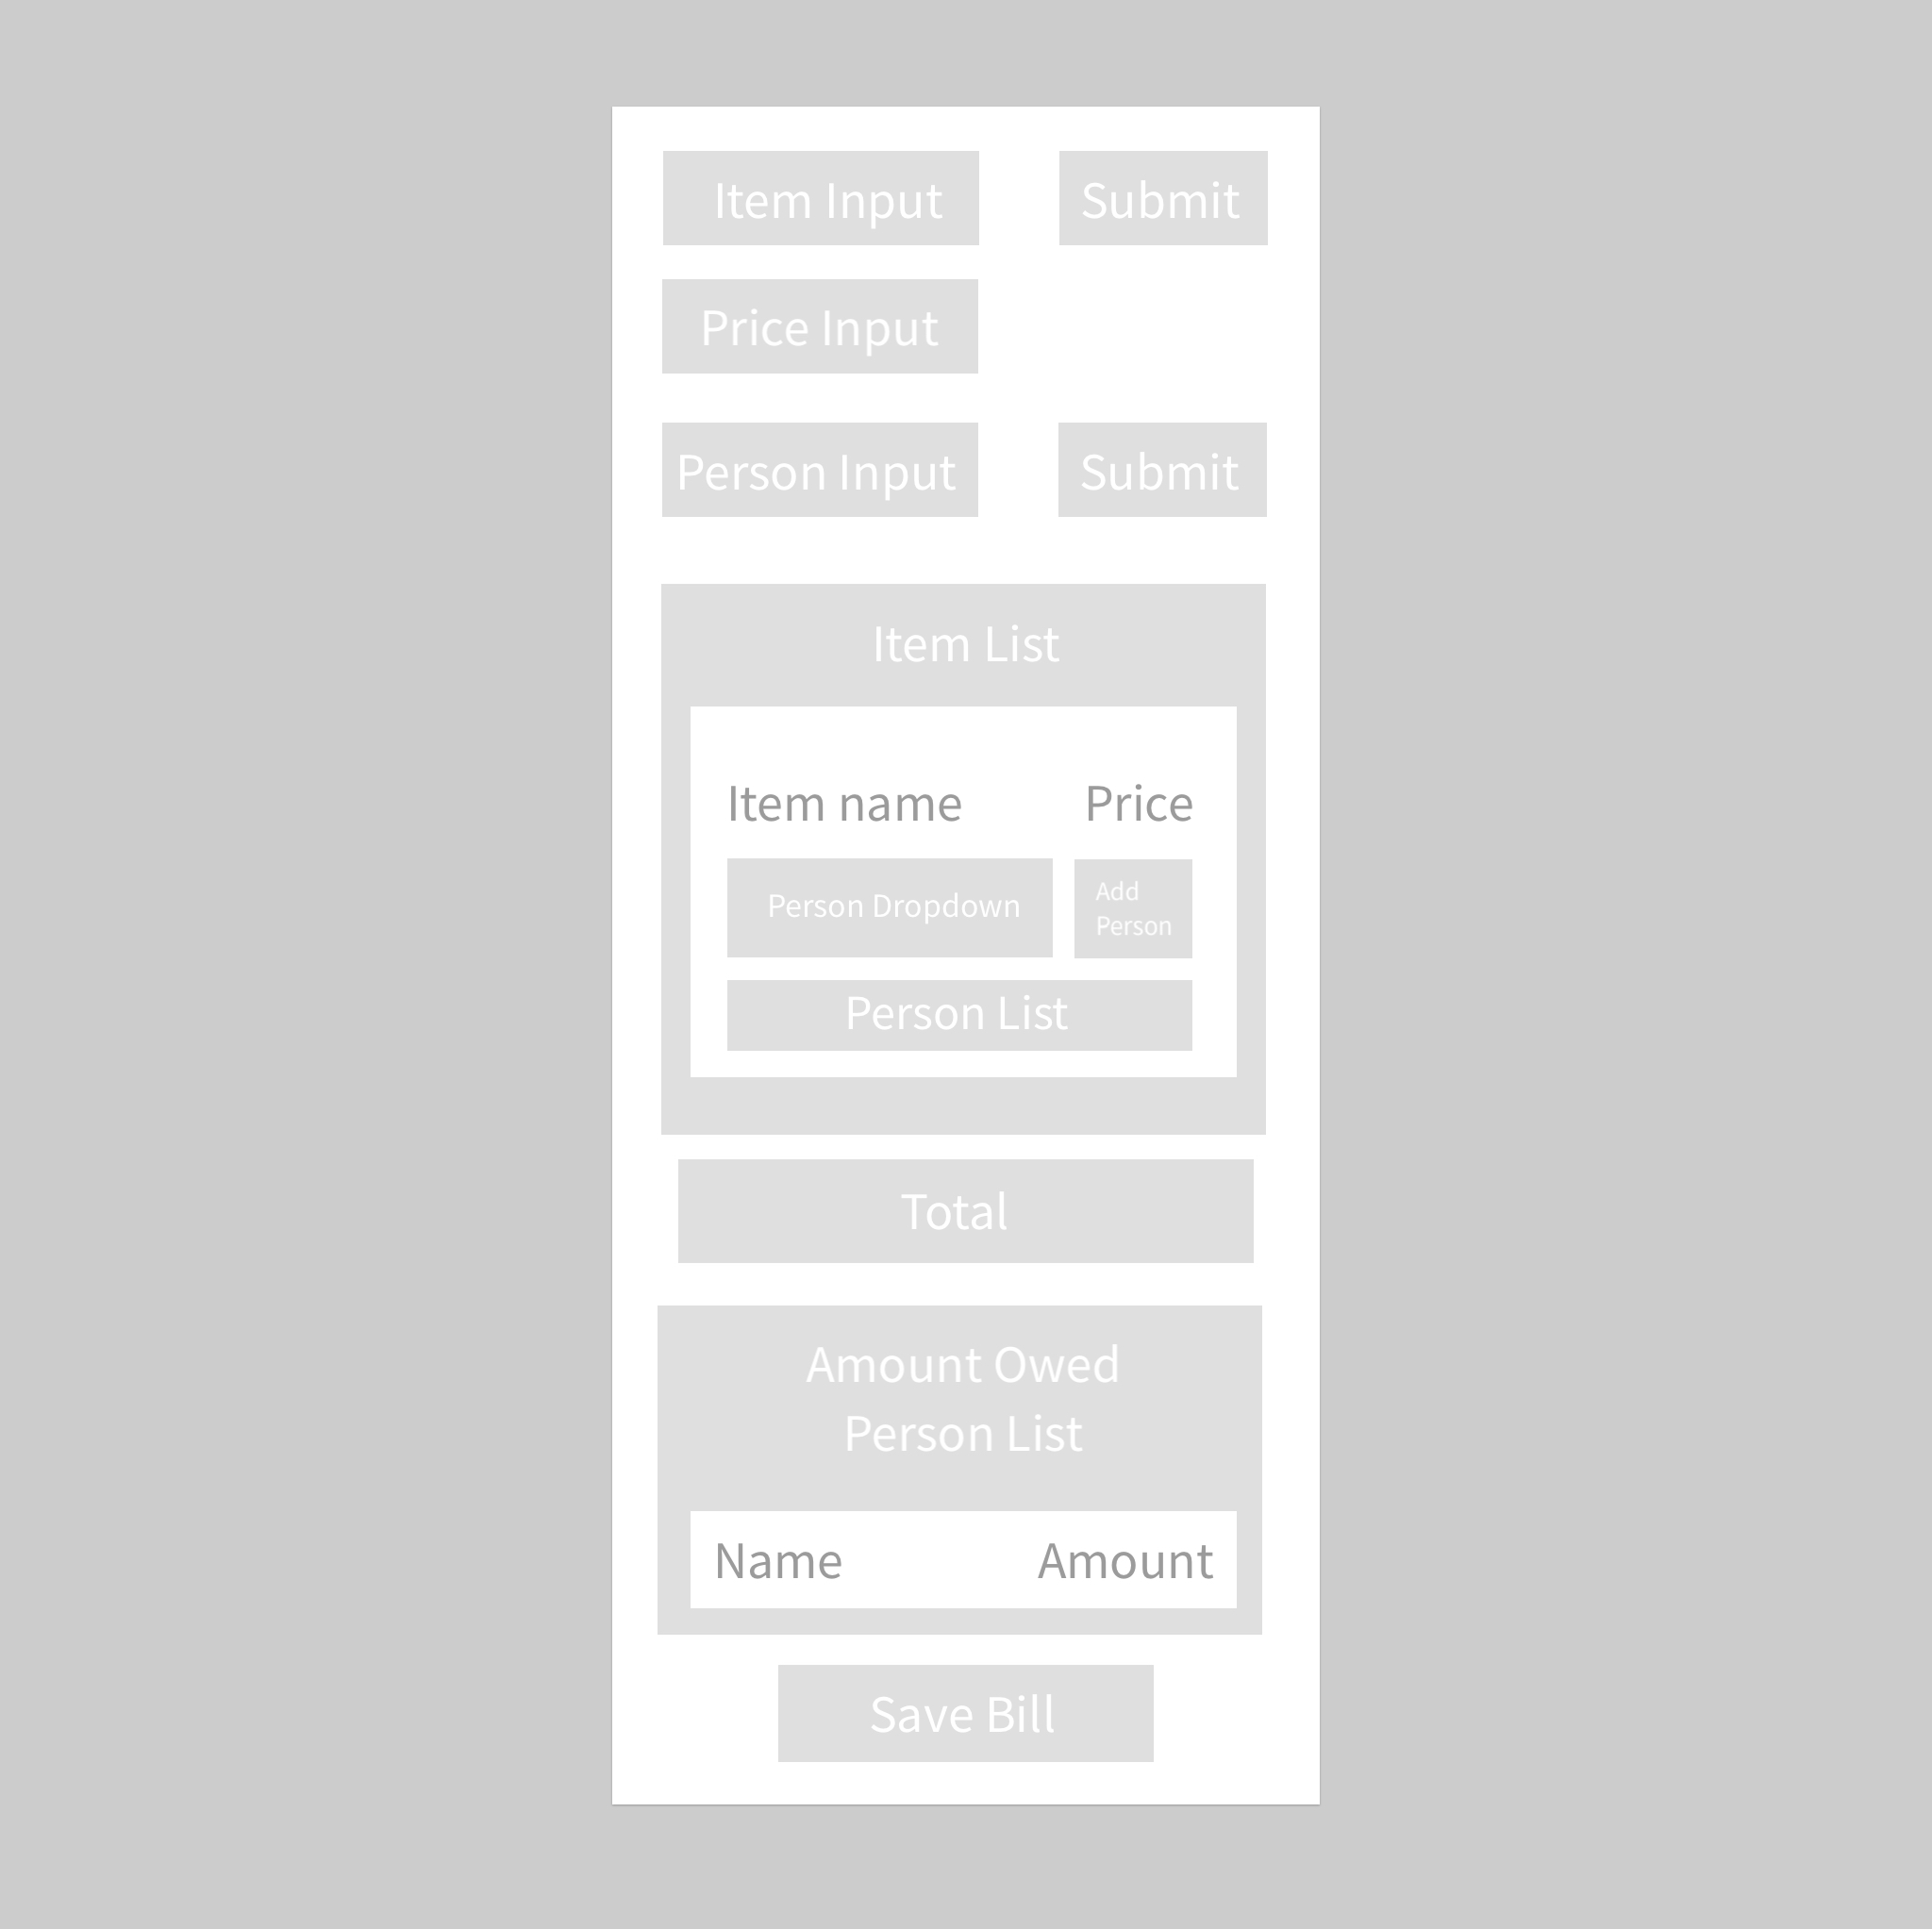 Item Input Submit
Price Input
Person Input Submit
Item List
Item name Price
Person Dropdown
Add
Person
Person List
Total
Amount Owed
Person List
Name Amount
Save Bill